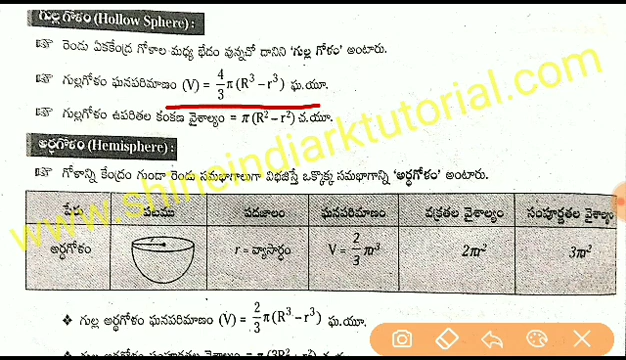 గుల్ల గోళం (Hollow Sphere) :
రెండు ఏకకేంద్ర గోళాల మధ్య భేదం వున్నచో దానిని 'గుల్ల గోళం' అంటారు.
గుల్లగోళం ఘనపరిమాణం (V) = 4/3 π (R³ – r³) ఘ.యూ.
గుల్లగోళం ఉపరితల కంకణ వైశాల్యం = π (R² – r²) చ.యూ.
అర్ధగోళం (Hemisphere) :
గోళాన్ని కేంద్రం గుండా రెండు సమభాగాలుగా విభజిస్తే ఒక్కొక్క సమభాగాన్ని 'అర్ధగోళం' అంటారు.
పేరు పటము పదజాలం ఘనపరిమాణం వక్రతల వైశాల్యం సంపూర్ణతల వైశాల్యం
అర్ధగోళం r r = వ్యాసార్ధం V = 2/3 πr³ 2πr² 3πr²
❖ గుల్ల అర్ధగోళం ఘనపరిమాణం (V) = 2/3 π (R³ – r³) ఘ.యూ.
www.shineindiarktutorial.com